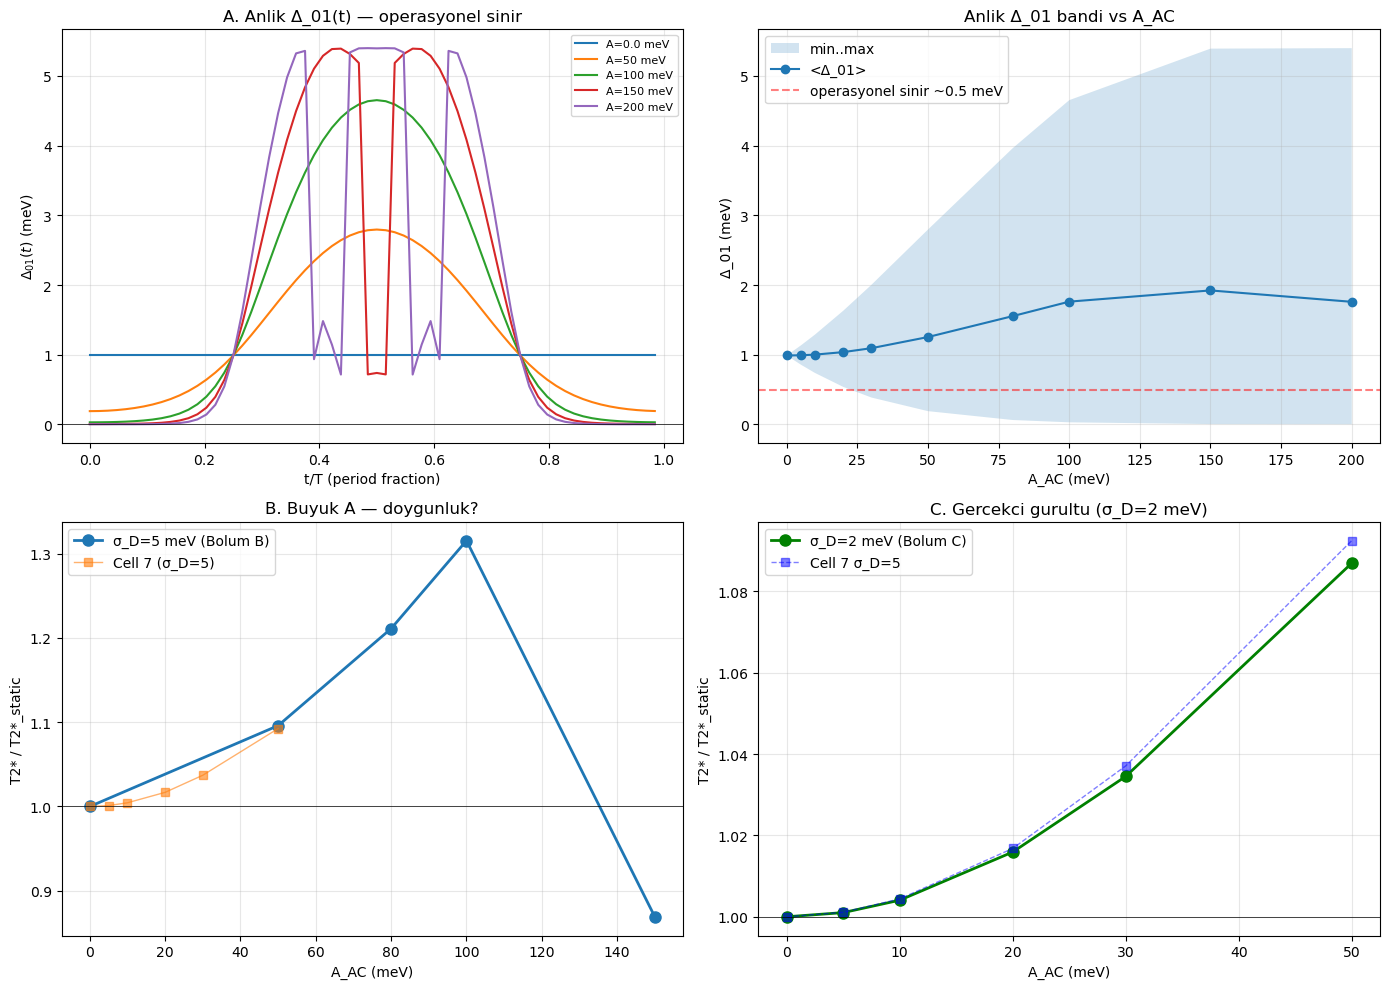 A. Anlik Δ_01(t) — operasyonel sinir
A=0.0 meV
A=50 meV
A=100 meV
A=150 meV
A=200 meV
Δ₀₁(t) (meV)
5
4
3
2
1
0
0.0 0.2 0.4 0.6 0.8 1.0
t/T (period fraction)
Anlik Δ_01 bandi vs A_AC
min..max
<Δ_01>
operasyonel sinir ~0.5 meV
Δ_01 (meV)
5
4
3
2
1
0
0 25 50 75 100 125 150 175 200
A_AC (meV)
B. Buyuk A — doygunluk?
σ_D=5 meV (Bolum B)
Cell 7 (σ_D=5)
T2* / T2*_static
1.3
1.2
1.1
1.0
0.9
0 20 40 60 80 100 120 140
A_AC (meV)
C. Gercekci gurultu (σ_D=2 meV)
σ_D=2 meV (Bolum C)
Cell 7 σ_D=5
T2* / T2*_static
1.08
1.06
1.04
1.02
1.00
0 10 20 30 40 50
A_AC (meV)